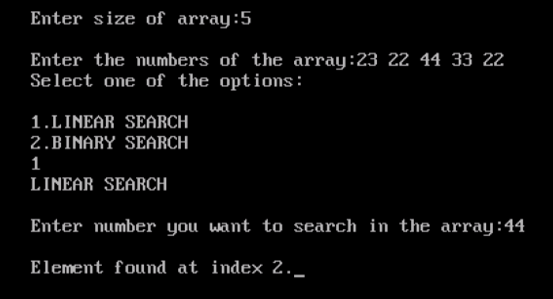 Enter size of array:5
Enter the numbers of the array:23 22 44 33 22
Select one of the options:
1.LINEAR SEARCH
2.BINARY SEARCH
1
LINEAR SEARCH
Enter number you want to search in the array:44
Element found at index 2._